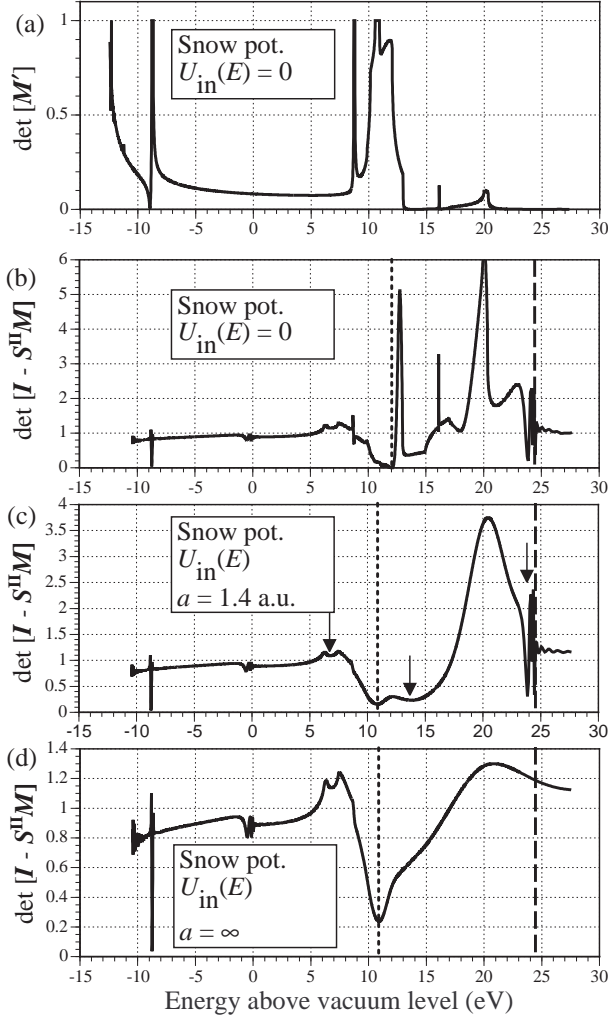 (a)
det [M']
1
0.5
0
Snow pot.
U_in(E) = 0
-15 -10 -5 0 5 10 15 20 25 30
(b)
det [I - S^II M]
6
5
4
3
2
1
0
Snow pot.
U_in(E) = 0
-15 -10 -5 0 5 10 15 20 25 30
(c)
det [I - S^II M]
4
3.5
3
2.5
2
1.5
1
0.5
0
Snow pot.
U_in(E)
a = 1.4 a.u.
-15 -10 -5 0 5 10 15 20 25 30
(d)
det [I - S^II M]
1.4
1.2
1
0.8
0.6
0.4
0.2
0
Snow pot.
U_in(E)
a = ∞
-15 -10 -5 0 5 10 15 20 25 30
Energy above vacuum level (eV)